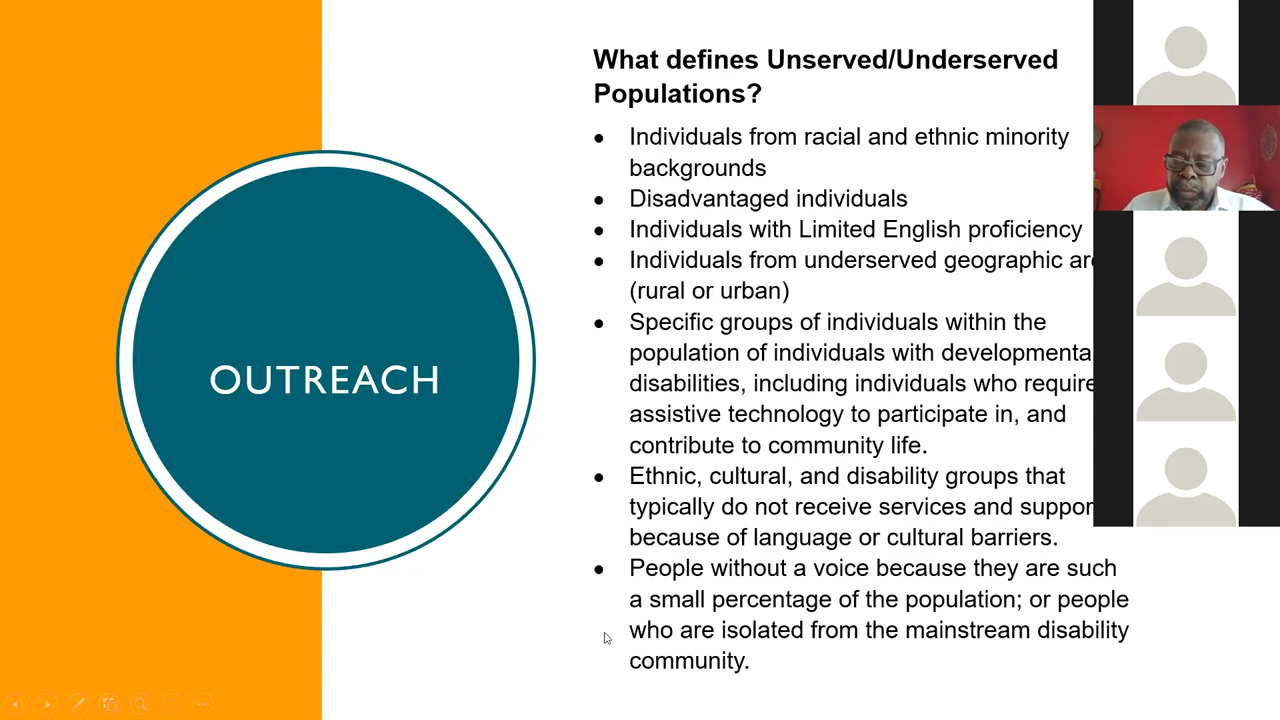 OUTREACH
What defines Unserved/Underserved
Populations?
• Individuals from racial and ethnic minority
backgrounds
• Disadvantaged individuals
• Individuals with Limited English proficiency
• Individuals from underserved geographic
(rural or urban)
• Specific groups of individuals within the
population of individuals with developmenta
disabilities, including individuals who require
assistive technology to participate in, and
contribute to community life.
• Ethnic, cultural, and disability groups that
typically do not receive services and suppor
because of language or cultural barriers.
• People without a voice because they are such
a small percentage of the population; or people
who are isolated from the mainstream disability
community.